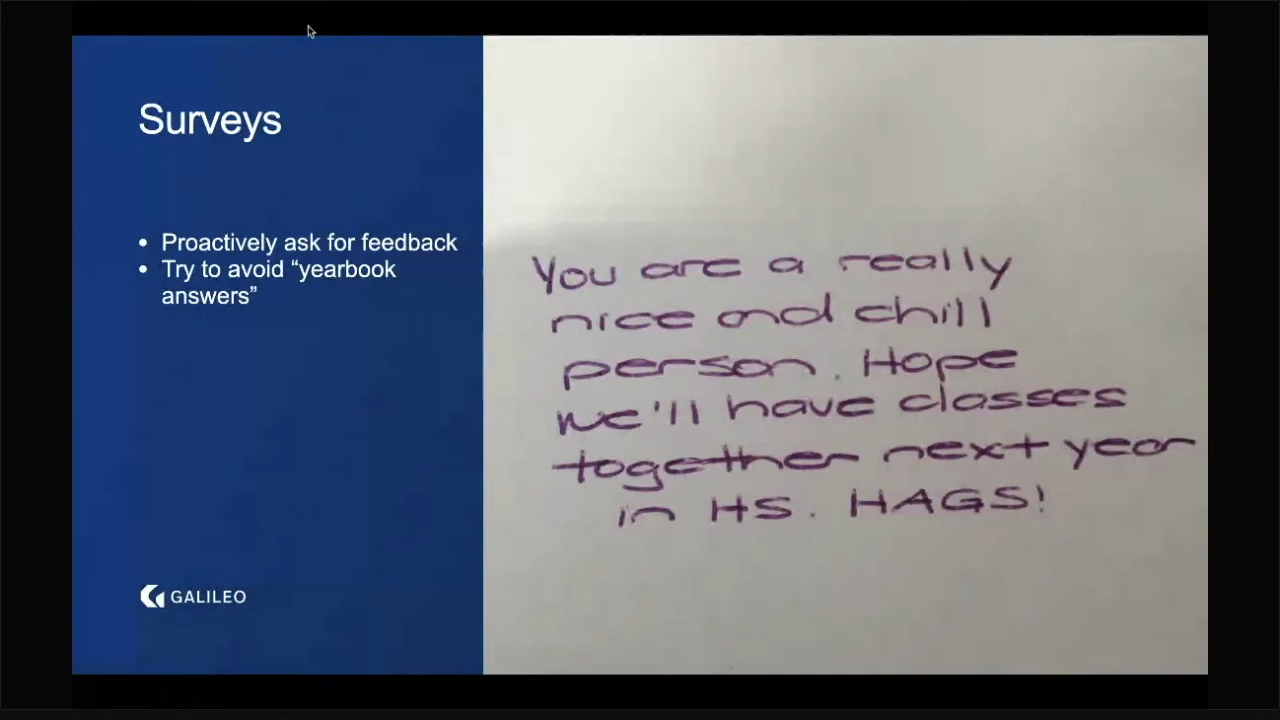 Surveys
• Proactively ask for feedback
• Try to avoid “yearbook
answers”
GALILEO
You are a really
nice and chill
person. Hope
we'll have classes
together next year
in HS. HAGS!